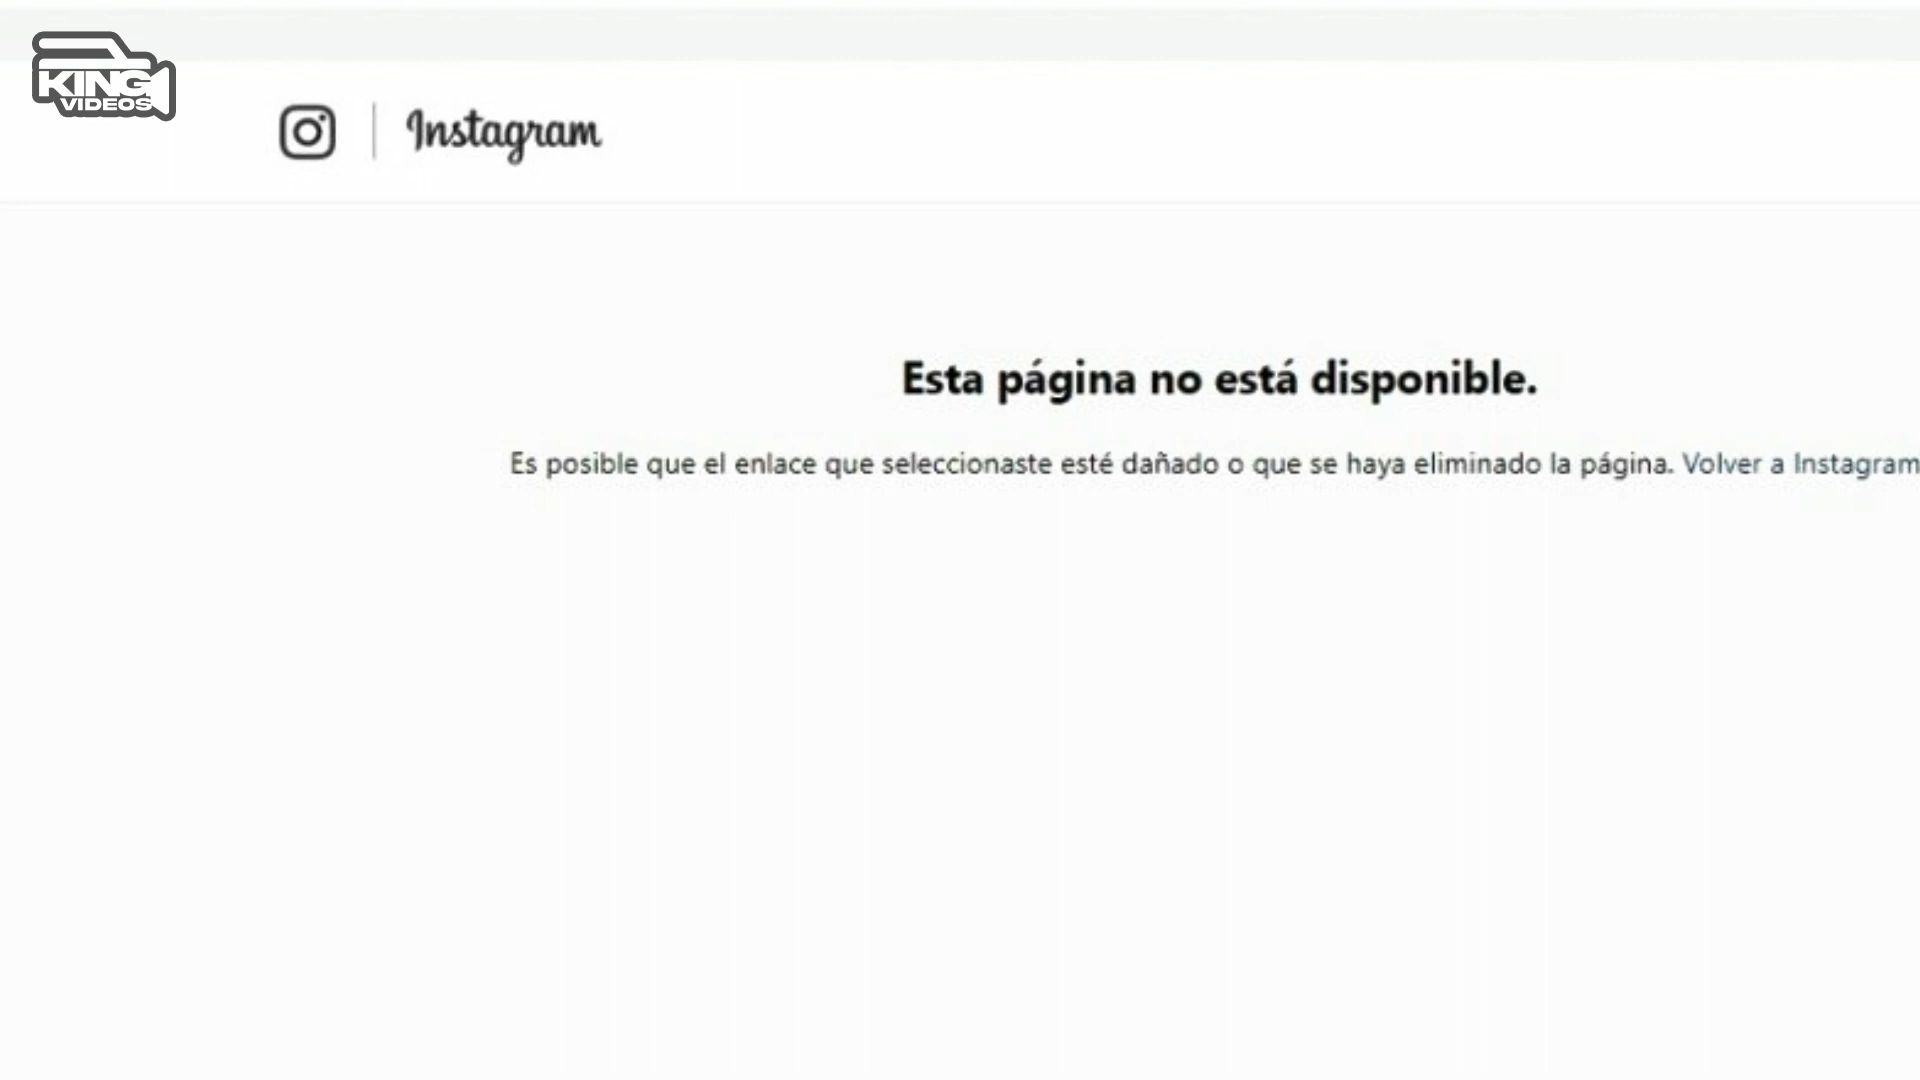 KING
VIDEOS
Instagram
Esta página no está disponible.
Es posible que el enlace que seleccionaste esté dañado o que se haya eliminado la página. Volver a Instagram